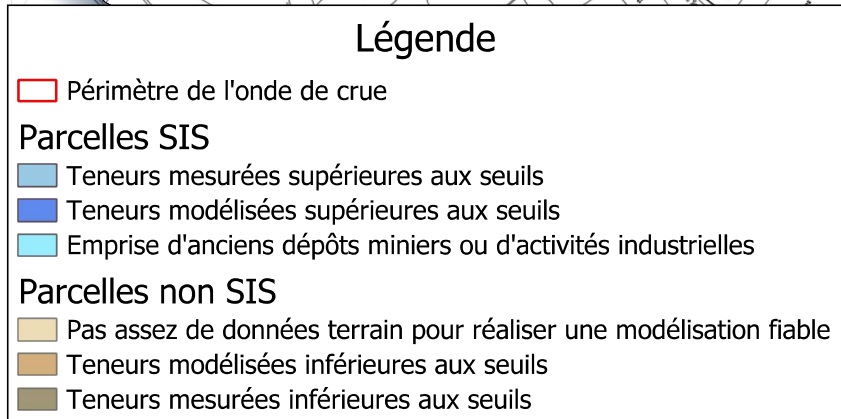 Légende
Périmètre de l'onde de crue
Parcelles SIS
Teneurs mesurées supérieures aux seuils
Teneurs modélisées supérieures aux seuils
Emprise d'anciens dépôts miniers ou d'activités industrielles
Parcelles non SIS
Pas assez de données terrain pour réaliser une modélisation fiable
Teneurs modélisées inférieures aux seuils
Teneurs mesurées inférieures aux seuils